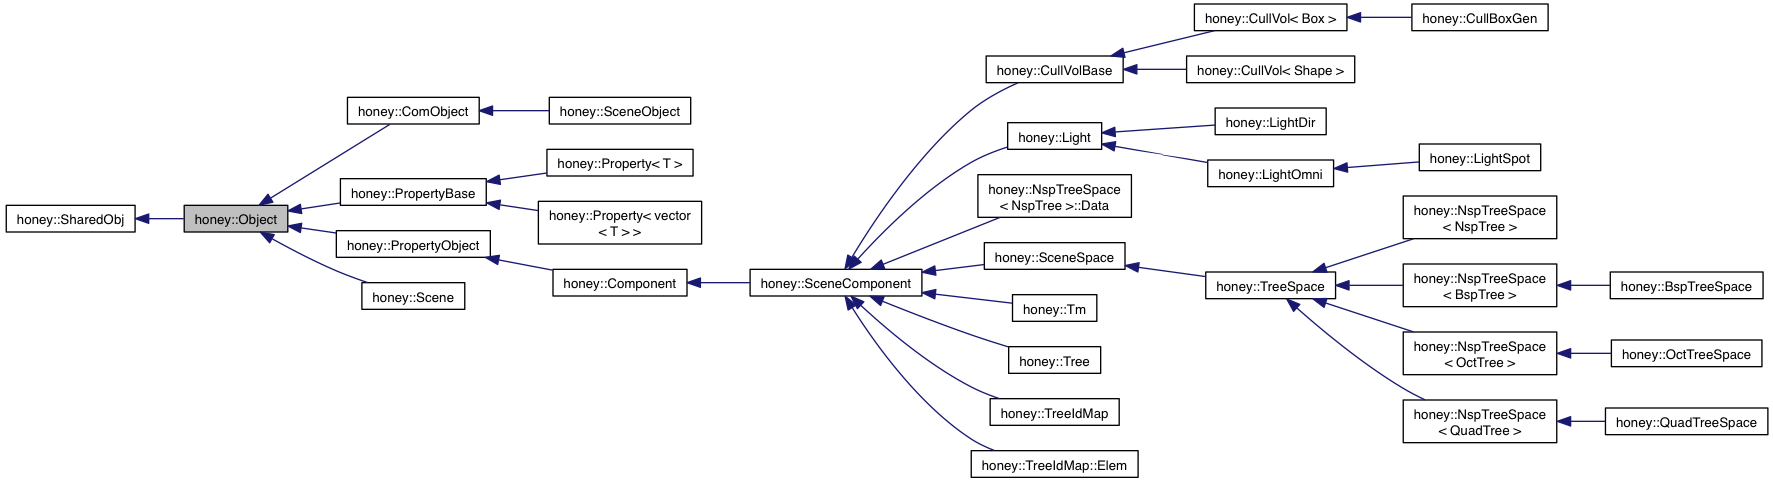 honey::SharedObj
honey::Object
honey::ComObject
honey::SceneObject
honey::PropertyBase
honey::Property< T >
honey::Property< vector
< T > >
honey::PropertyObject
honey::Scene
honey::Component
honey::SceneComponent
honey::CullVolBase
honey::CullVol< Box >
honey::CullBoxGen
honey::CullVol< Shape >
honey::Light
honey::LightDir
honey::LightOmni
honey::LightSpot
honey::NspTreeSpace
< NspTree >::Data
honey::SceneSpace
honey::TreeSpace
honey::NspTreeSpace
< NspTree >
honey::NspTreeSpace
< BspTree >
honey::BspTreeSpace
honey::NspTreeSpace
< OctTree >
honey::OctTreeSpace
honey::NspTreeSpace
< QuadTree >
honey::QuadTreeSpace
honey::Tm
honey::Tree
honey::TreeIdMap
honey::TreeIdMap::Elem